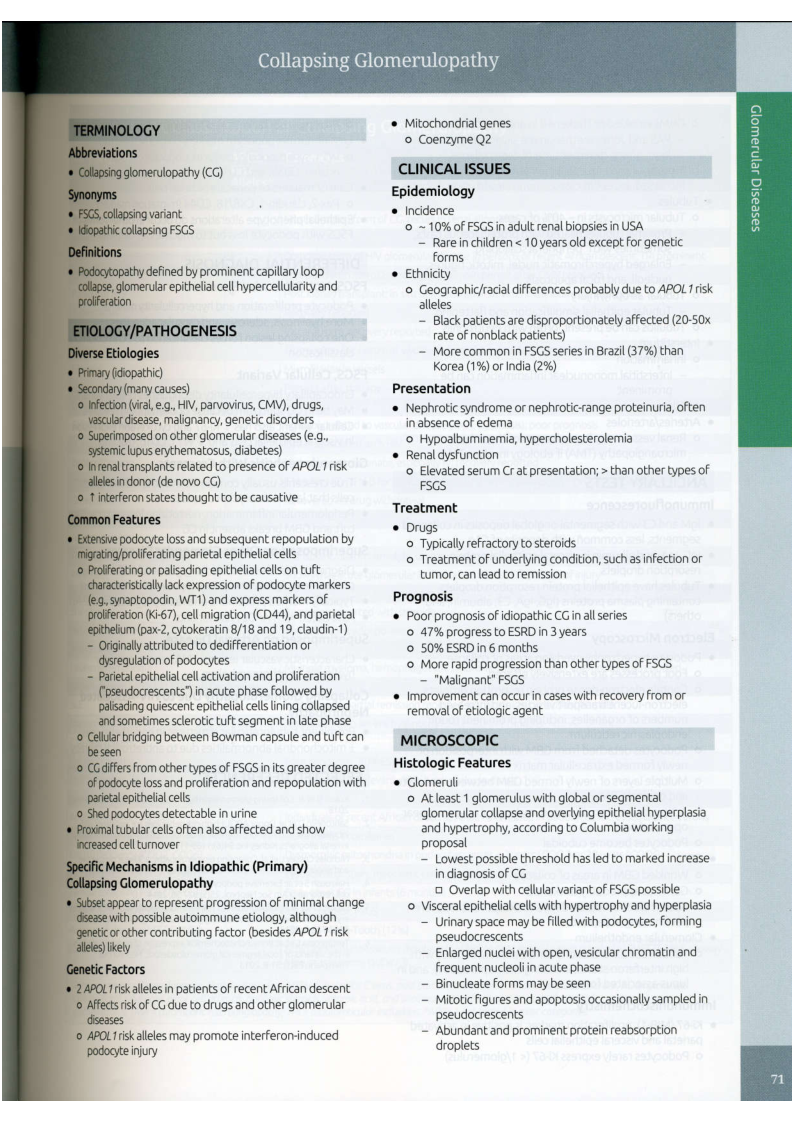 Collapsing Glomerulopathy
TERMINOLOGY
Abbreviations
• Collapsing glomerulopathy (CG)
Synonyms
• FSGS, collapsing variant
• Idiopathic collapsing FSGS
Definitions
• Podocytopathy defined by prominent capillary loop
collapse, glomerular epithelial cell hypercellularity and
proliferation
ETIOLOGY/PATHOGENESIS
Diverse Etiologies
• Primary (idiopathic)
• Secondary (many causes)
o Infection (viral, e.g., HIV, parvovirus, CMV), drugs,
vascular disease, malignancy, genetic disorders
o Superimposed on other glomerular diseases (e.g.,
systemic lupus erythematosus, diabetes)
o In renal transplants related to presence of APOL1 risk
alleles in donor (de novo CG)
o ↑ interferon states thought to be causative
Common Features
• Extensive podocyte loss and subsequent repopulation by
migrating/proliferating parietal epithelial cells
o Proliferating or palisading epithelial cells on tuft
characteristically lack expression of podocyte markers
(e.g., synaptopodin, WT1) and express markers of
proliferation (Ki-67), cell migration (CD44), and parietal
epithelium (pax-2, cytokeratin 8/18 and 19, claudin-1)
– Originally attributed to dedifferentiation or
dysregulation of podocytes
– Parietal epithelial cell activation and proliferation
("pseudocrescents") in acute phase followed by
palisading quiescent epithelial cells lining collapsed
and sometimes sclerotic tuft segment in late phase
o Cellular bridging between Bowman capsule and tuft can
be seen
o CG differs from other types of FSGS in its greater degree
of podocyte loss and proliferation and repopulation with
parietal epithelial cells
o Shed podocytes detectable in urine
• Proximal tubular cells often also affected and show
increased cell turnover
Specific Mechanisms in Idiopathic (Primary)
Collapsing Glomerulopathy
• Subset appear to represent progression of minimal change
disease with possible autoimmune etiology, although
genetic or other contributing factor (besides APOL1 risk
alleles) likely
Genetic Factors
• 2 APOL1 risk alleles in patients of recent African descent
o Affects risk of CG due to drugs and other glomerular
diseases
o APOL1 risk alleles may promote interferon-induced
podocyte injury
• Mitochondrial genes
o Coenzyme Q2
CLINICAL ISSUES
Epidemiology
• Incidence
o ~ 10% of FSGS in adult renal biopsies in USA
– Rare in children < 10 years old except for genetic
forms
• Ethnicity
o Geographic/racial differences probably due to APOL1 risk
alleles
– Black patients are disproportionately affected (20-50x
rate of nonblack patients)
– More common in FSGS series in Brazil (37%) than
Korea (1%) or India (2%)
Presentation
• Nephrotic syndrome or nephrotic-range proteinuria, often
in absence of edema
o Hypoalbuminemia, hypercholesterolemia
• Renal dysfunction
o Elevated serum Cr at presentation; > than other types of
FSGS
Treatment
• Drugs
o Typically refractory to steroids
o Treatment of underlying condition, such as infection or
tumor, can lead to remission
Prognosis
• Poor prognosis of idiopathic CG in all series
o 47% progress to ESRD in 3 years
o 50% ESRD in 6 months
o More rapid progression than other types of FSGS
– "Malignant" FSGS
• Improvement can occur in cases with recovery from or
removal of etiologic agent
MICROSCOPIC
Histologic Features
• Glomeruli
o At least 1 glomerulus with global or segmental
glomerular collapse and overlying epithelial hyperplasia
and hypertrophy, according to Columbia working
proposal
– Lowest possible threshold has led to marked increase
in diagnosis of CG
□ Overlap with cellular variant of FSGS possible
o Visceral epithelial cells with hypertrophy and hyperplasia
– Urinary space may be filled with podocytes, forming
pseudocrescents
– Enlarged nuclei with open, vesicular chromatin and
frequent nucleoli in acute phase
– Binucleate forms may be seen
– Mitotic figures and apoptosis occasionally sampled in
pseudocrescents
– Abundant and prominent protein reabsorption
droplets
Glomerular Diseases
71